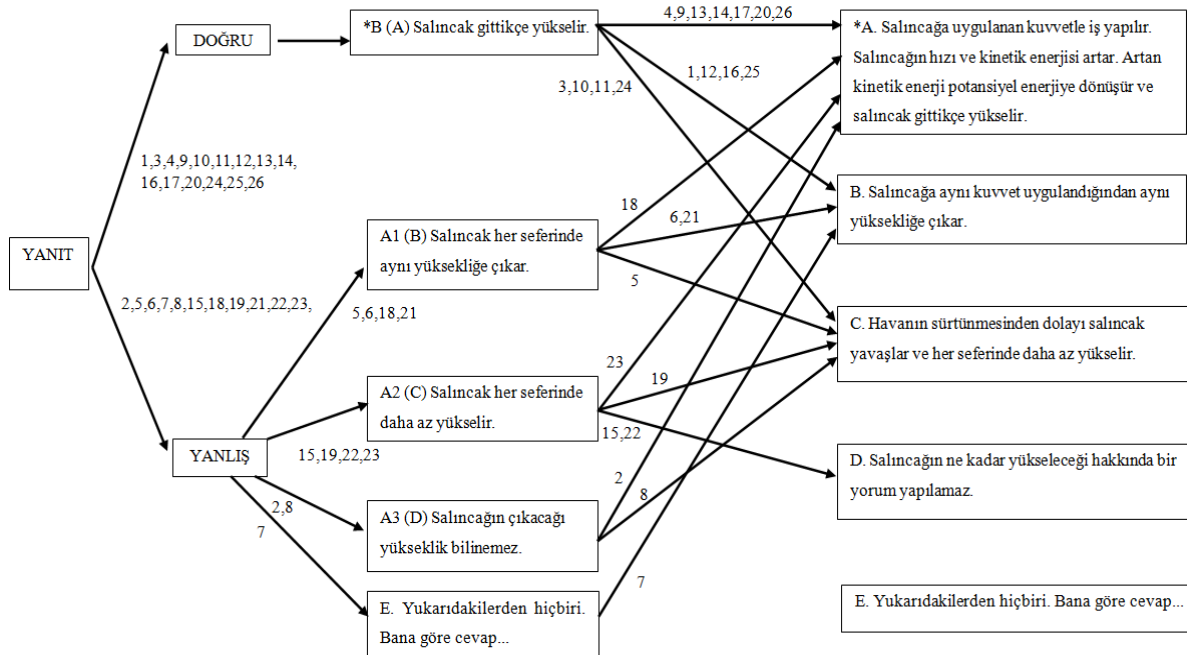 DOĞRU
*B (A) Salıncak gittikçe yükselir.
4,9,13,14,17,20,26
*A. Salıncağa uygulanan kuvvetle iş yapılır.
Salıncağın hızı ve kinetik enerjisi artar. Artan
kinetik enerji potansiyel enerjiye dönüşür ve
salıncak gittikçe yükselir.
1,12,16,25
3,10,11,24
1,3,4,9,10,11,12,13,14,
16,17,20,24,25,26
YANIT
2,5,6,7,8,15,18,19,21,22,23,
A1 (B) Salıncak her seferinde
aynı yüksekliğe çıkar.
18
6,21
5
B. Salıncağa aynı kuvvet uygulandığından aynı
yüksekliğe çıkar.
5,6,18,21
C. Havanın sürtünmesinden dolayı salıncak
yavaşlar ve her seferinde daha az yükselir.
A2 (C) Salıncak her seferinde
daha az yükselir.
23
19
15,22
YANLIŞ
15,19,22,23
D. Salıncağın ne kadar yükseleceği hakkında bir
yorum yapılamaz.
2,8
7
A3 (D) Salıncağın çıkacağı
yükseklik bilinemez.
2
8
7
E. Yukarıdakilerden hiçbiri. Bana göre cevap...
E. Yukarıdakilerden hiçbiri.
Bana göre cevap...